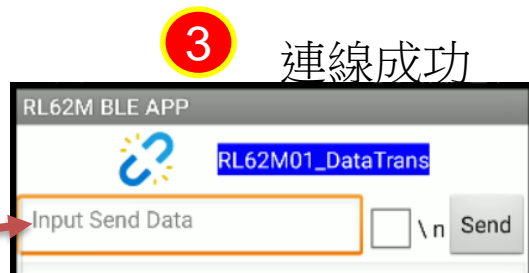 3 連線成功
RL62M BLE APP
RL62M01_DataTrans
Input Send Data \ n Send